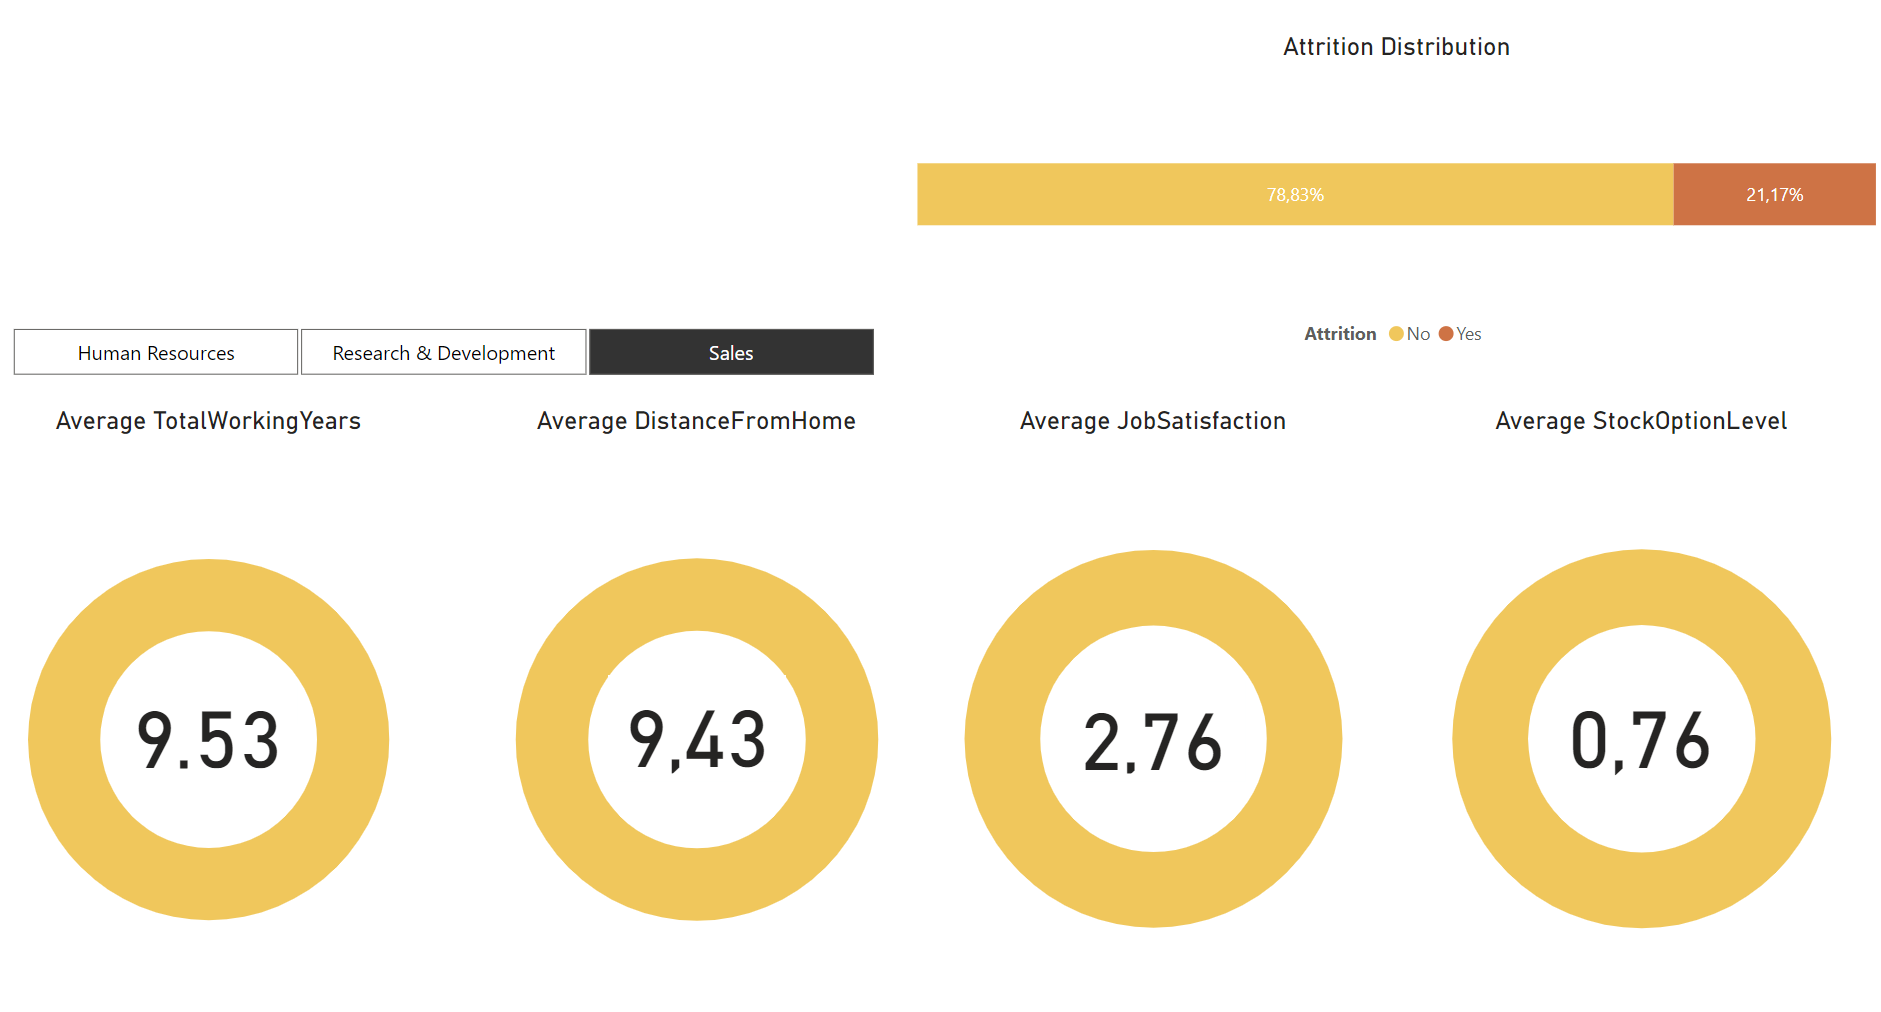 Attrition Distribution
78,83%
21,17%
Attrition No Yes
Human Resources
Research & Development
Sales
Average TotalWorkingYears
Average DistanceFromHome
Average JobSatisfaction
Average StockOptionLevel
9.53
9,43
2,76
0,76